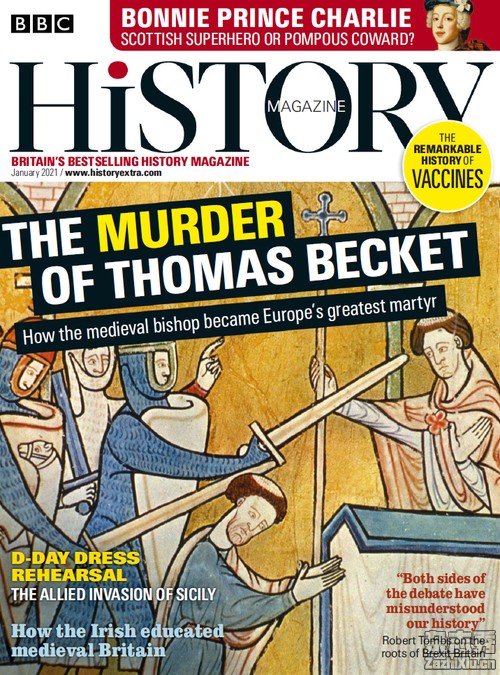 BBC
BONNIE PRINCE CHARLIE
SCOTTISH SUPERHERO OR POMPOUS COWARD?
HiSTORY
MAGAZINE
BRITAIN'S BESTSELLING HISTORY MAGAZINE
January 2021 / www.historyextra.com
THE
REMARKABLE
HISTORY OF
VACCINES
THE MURDER
OF THOMAS BECKET
How the medieval bishop became Europe's greatest martyr
D-DAY DRESS
REHEARSAL
THE ALLIED INVASION OF SICILY
How the Irish educated
medieval Britain
“Both sides of
the debate have
misunderstood
our history”
Robert Tombs on the
roots of Brexit Britain
ZaZhiXiu.cn